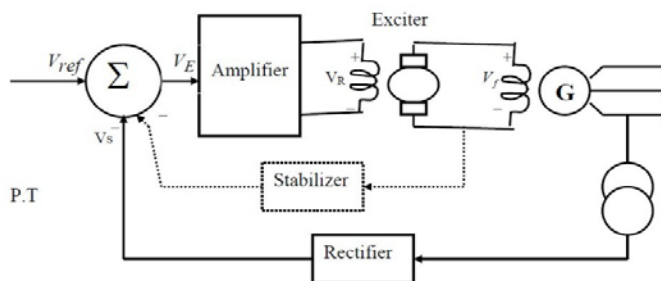 Exciter
V_ref
V_E
Σ
Amplifier
+
V_R
−
+
V_f
−
G
Vs
−
−
Stabilizer
P.T
Rectifier